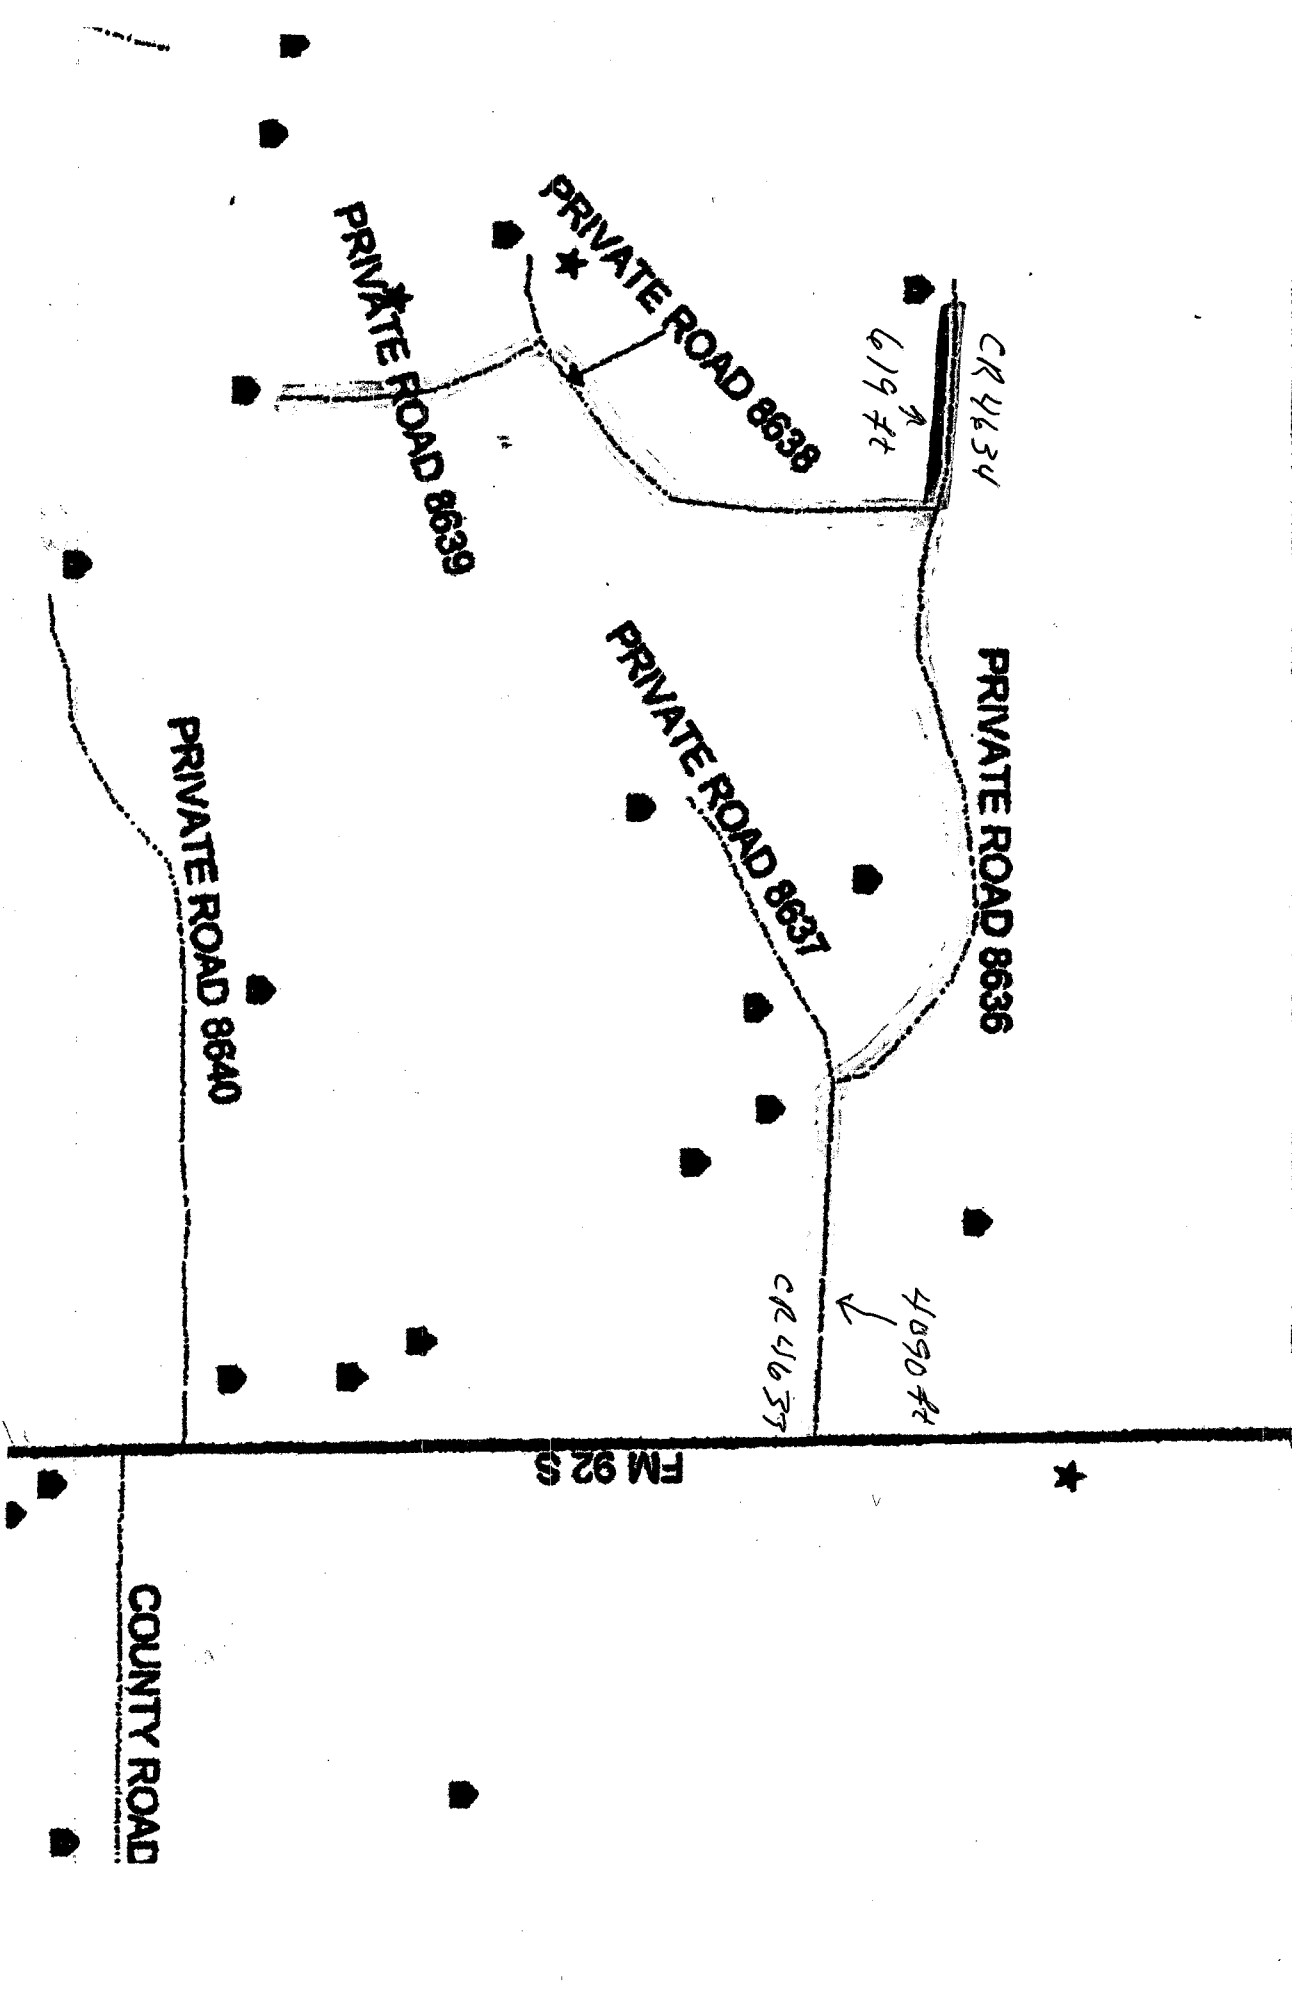 PRIVATE ROAD 8638
PRIVATE ROAD 8639
CR 4634
619 ft
PRIVATE ROAD 8636
PRIVATE ROAD 8637
PRIVATE ROAD 8640
4090 ft
CR 4633
FM 92 S
COUNTY ROAD